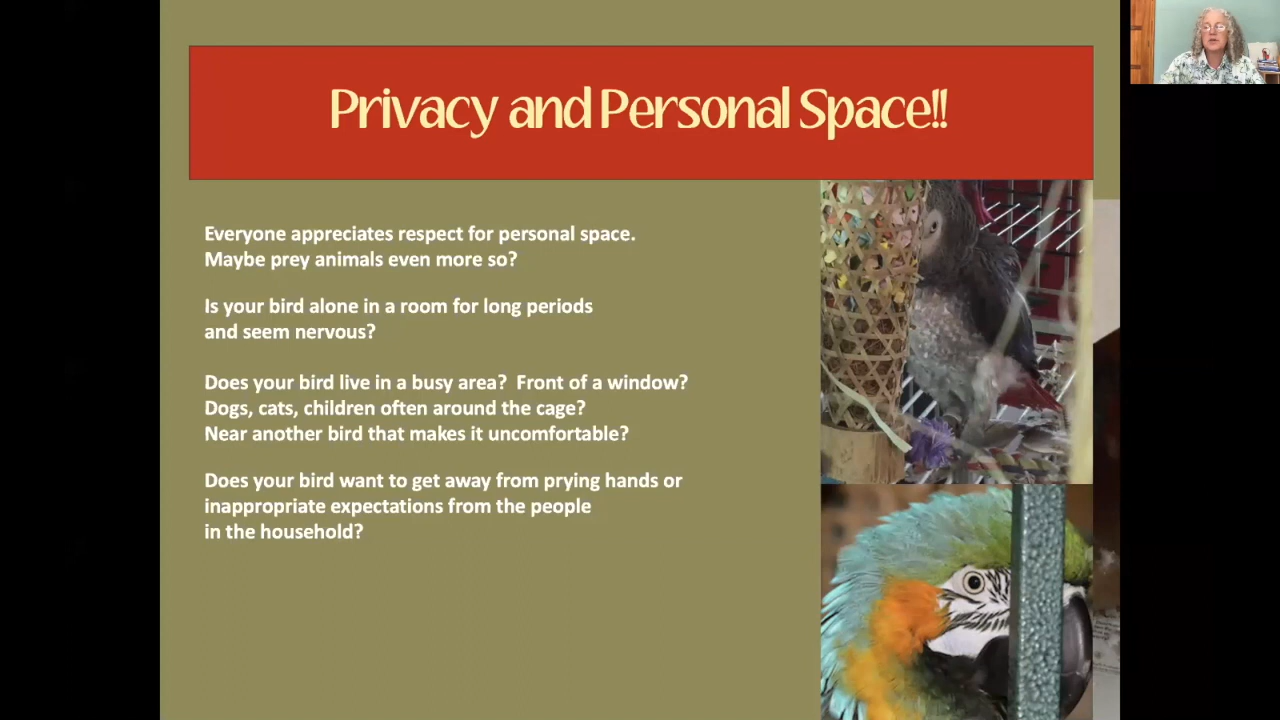 Privacy and Personal Space!!
Everyone appreciates respect for personal space.
Maybe prey animals even more so?
Is your bird alone in a room for long periods
and seem nervous?
Does your bird live in a busy area?  Front of a window?
Dogs, cats, children often around the cage?
Near another bird that makes it uncomfortable?
Does your bird want to get away from prying hands or
inappropriate expectations from the people
in the household?